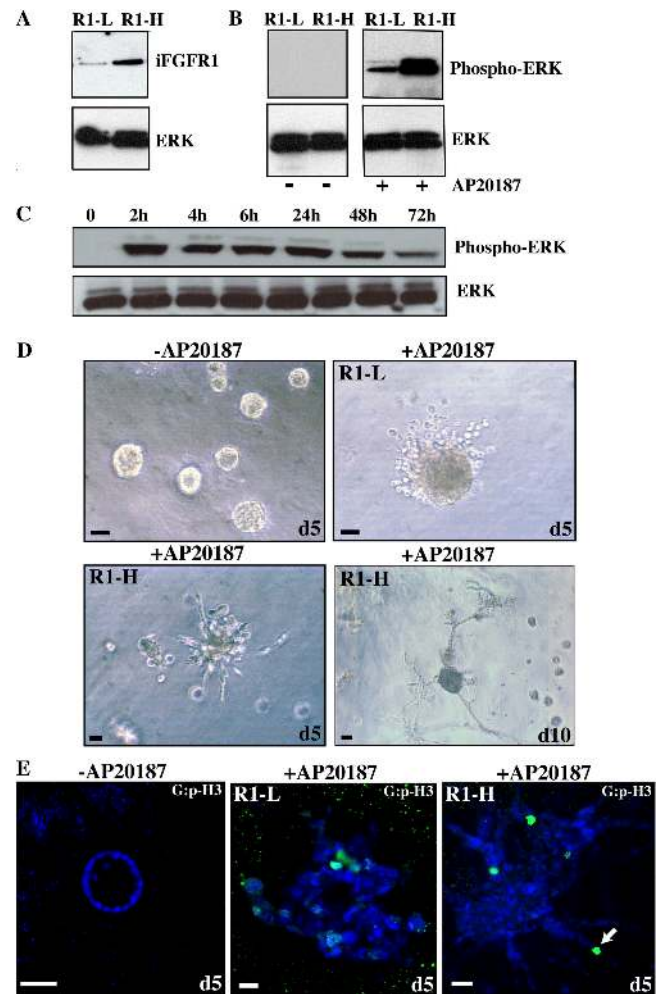 A R1-L R1-H
iFGFR1
ERK
B R1-L R1-H R1-L R1-H
Phospho-ERK
ERK
- - + + AP20187
C 0 2h 4h 6h 24h 48h 72h
Phospho-ERK
ERK
D -AP20187 +AP20187
R1-L
d5 d5
+AP20187 +AP20187
R1-H R1-H
d5 d10
E -AP20187 +AP20187 +AP20187
G:p-H3 R1-L G:p-H3 R1-H G:p-H3
d5 d5 d5